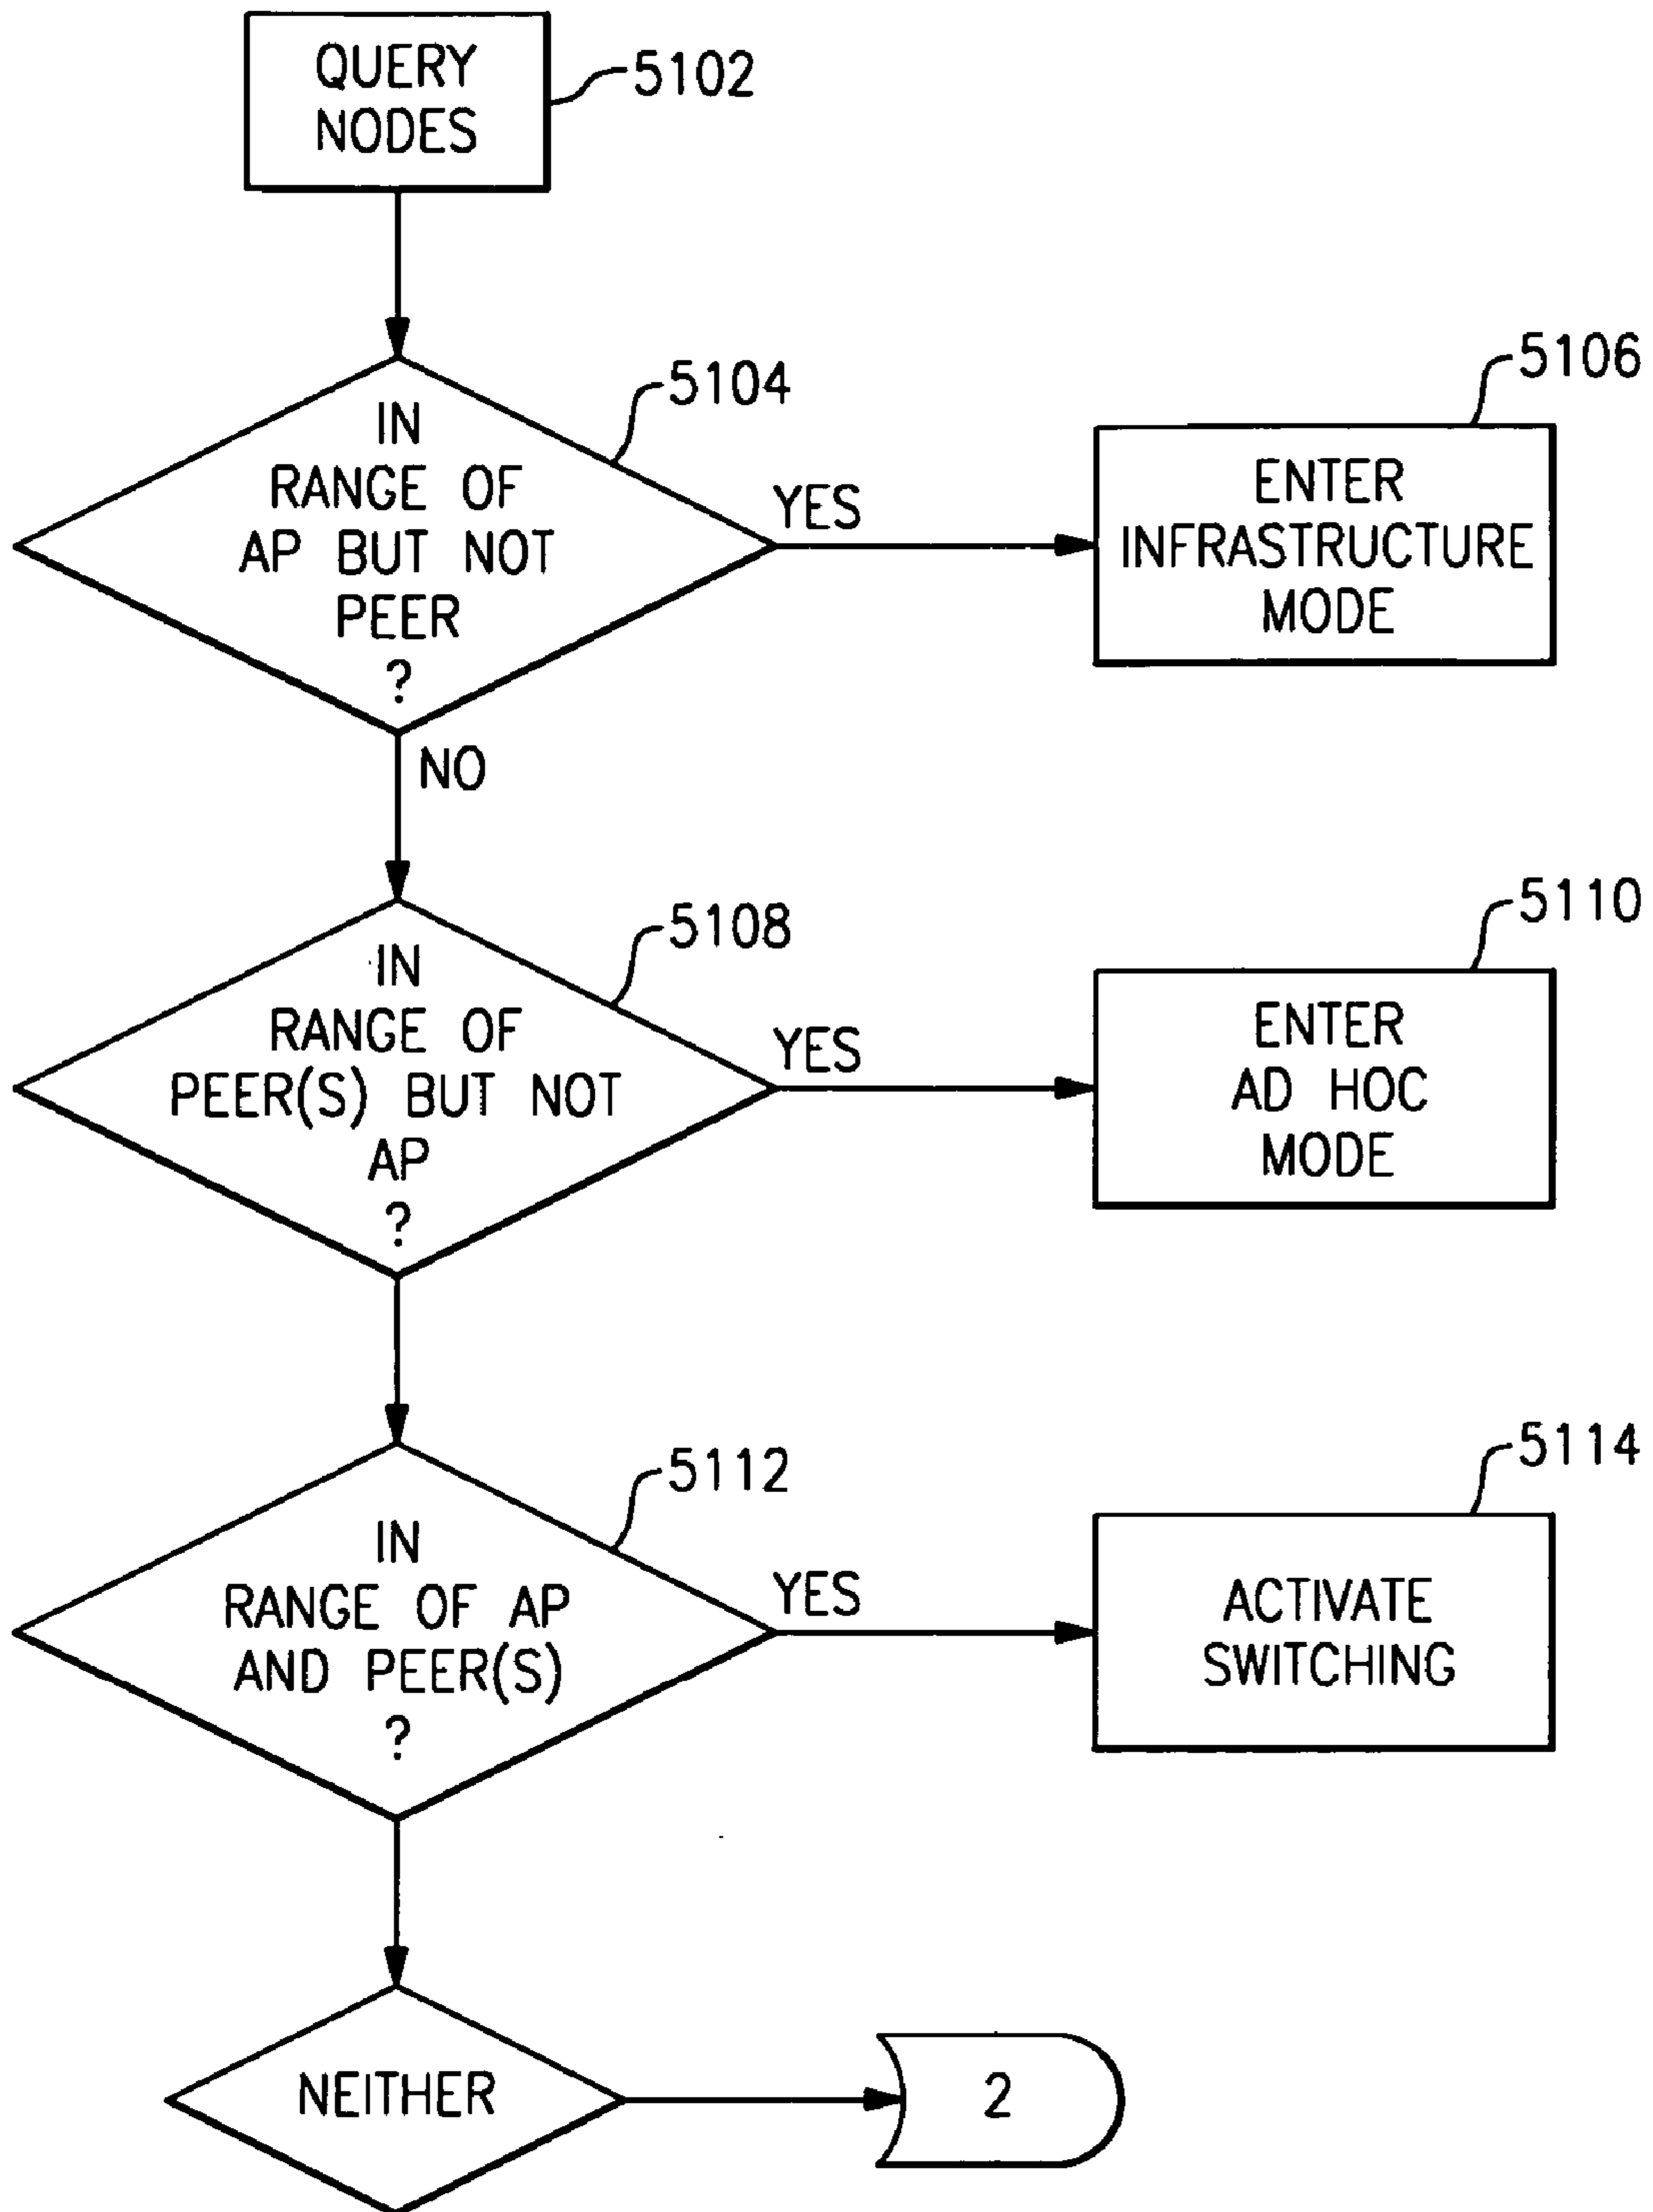 QUERY
NODES
5102
IN
RANGE OF
AP BUT NOT
PEER
?
5104
YES
ENTER
INFRASTRUCTURE
MODE
5106
NO
IN
RANGE OF
PEER(S) BUT NOT
AP
?
5108
YES
ENTER
AD HOC
MODE
5110
IN
RANGE OF AP
AND PEER(S)
?
5112
YES
ACTIVATE
SWITCHING
5114
NEITHER
2